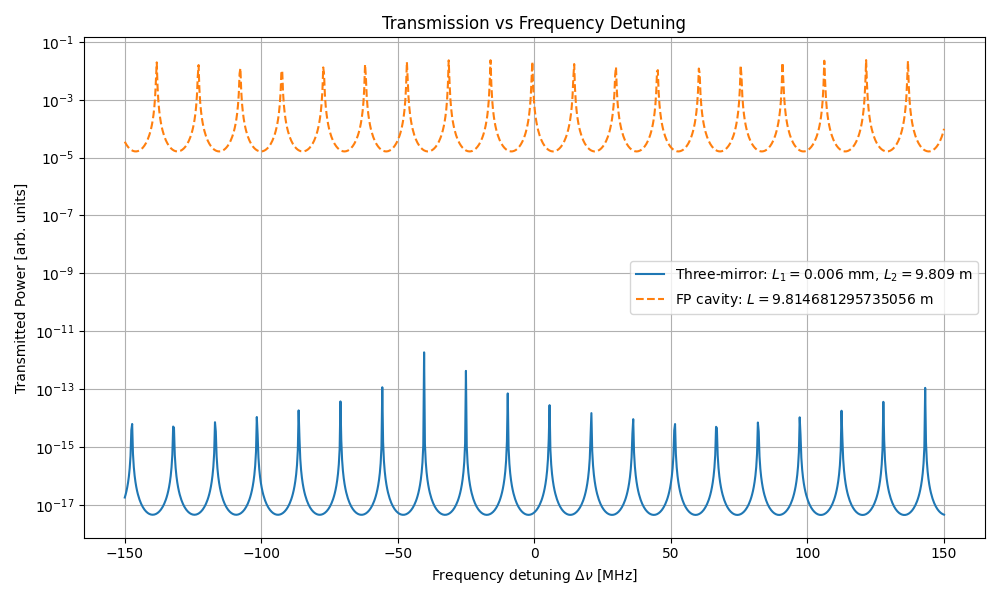 Transmission vs Frequency Detuning
Transmitted Power [arb. units]
10⁻¹
10⁻³
10⁻⁵
10⁻⁷
10⁻⁹
10⁻¹¹
10⁻¹³
10⁻¹⁵
10⁻¹⁷
Three-mirror: L₁ = 0.006 mm, L₂ = 9.809 m
FP cavity: L = 9.814681295735056 m
−150 −100 −50 0 50 100 150
Frequency detuning Δν [MHz]